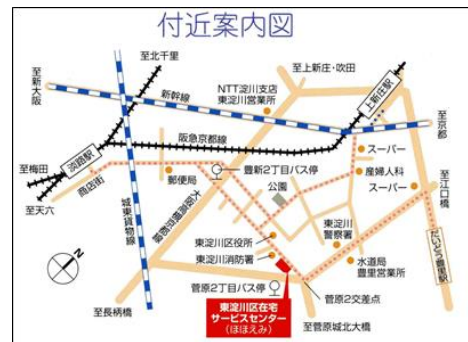 付近案内図
至北千里
至上新庄・吹田
至新大阪
新幹線
NTT淀川支店
東淀川営業所
上新庄駅
至京都
阪急京都線
淡路駅
至梅田
商店街
至天六
郵便局
豊新2丁目バス停
公園
スーパー
産婦人科
スーパー
至江口橋
城東貨物線
大阪高槻京都線
東淀川区役所
東淀川消防署
東淀川
警察署
水道局
豊里営業所
だいどう豊里駅
菅原2丁目バス停
菅原2交差点
N
至長柄橋
東淀川区在宅
サービスセンター
(ほほえみ)
至菅原城北大橋